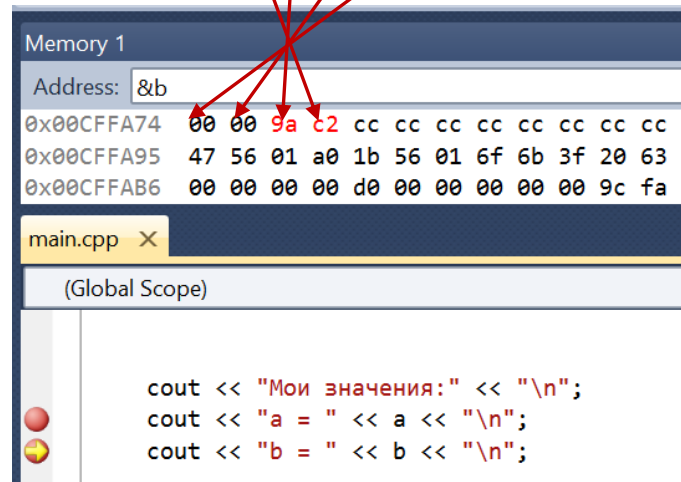 Memory 1
Address: &b
0x00CFFA74 00 00 9a c2 cc cc cc cc cc cc cc cc
0x00CFFA95 47 56 01 a0 1b 56 01 6f 6b 3f 20 63
0x00CFFAB6 00 00 00 00 d0 00 00 00 00 00 9c fa
main.cpp ×
(Global Scope)
cout << "Мои значения:" << "\n";
cout << "a = " << a << "\n";
cout << "b = " << b << "\n";